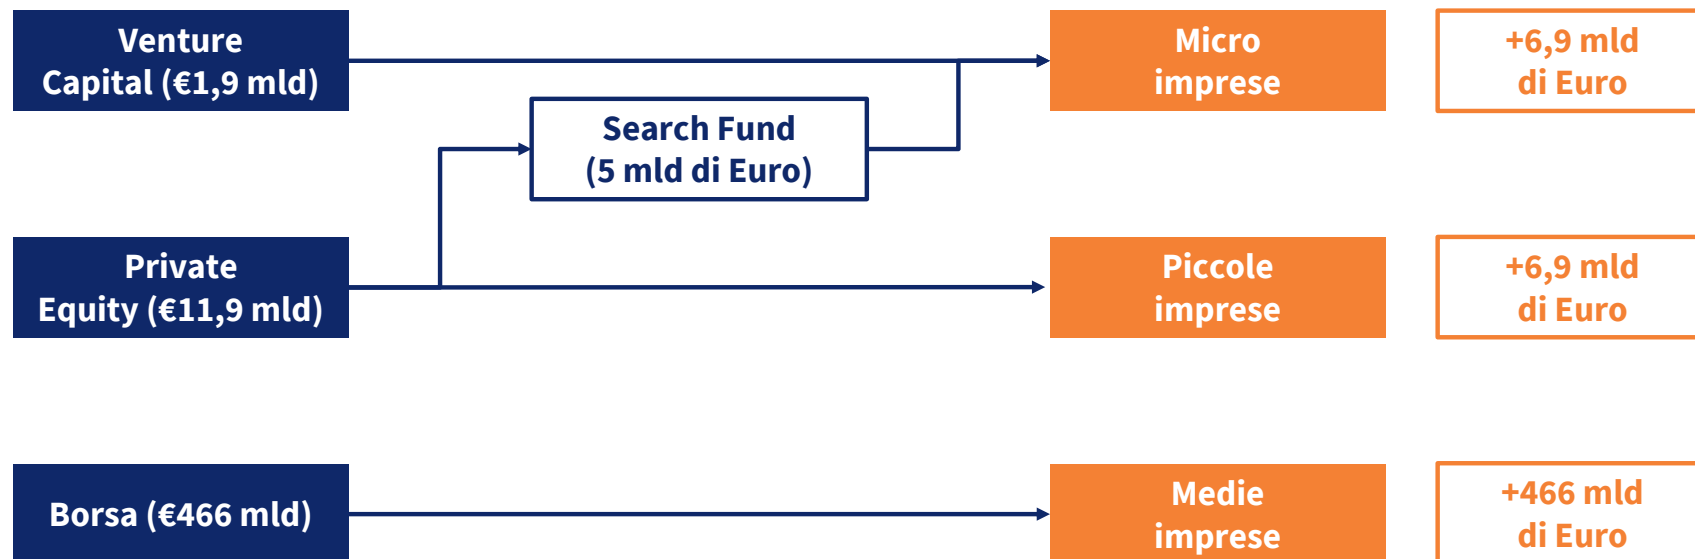 Venture
Capital (€1,9 mld)
Micro
imprese
+6,9 mld
di Euro
Search Fund
(5 mld di Euro)
Private
Equity (€11,9 mld)
Piccole
imprese
+6,9 mld
di Euro
Borsa (€466 mld)
Medie
imprese
+466 mld
di Euro